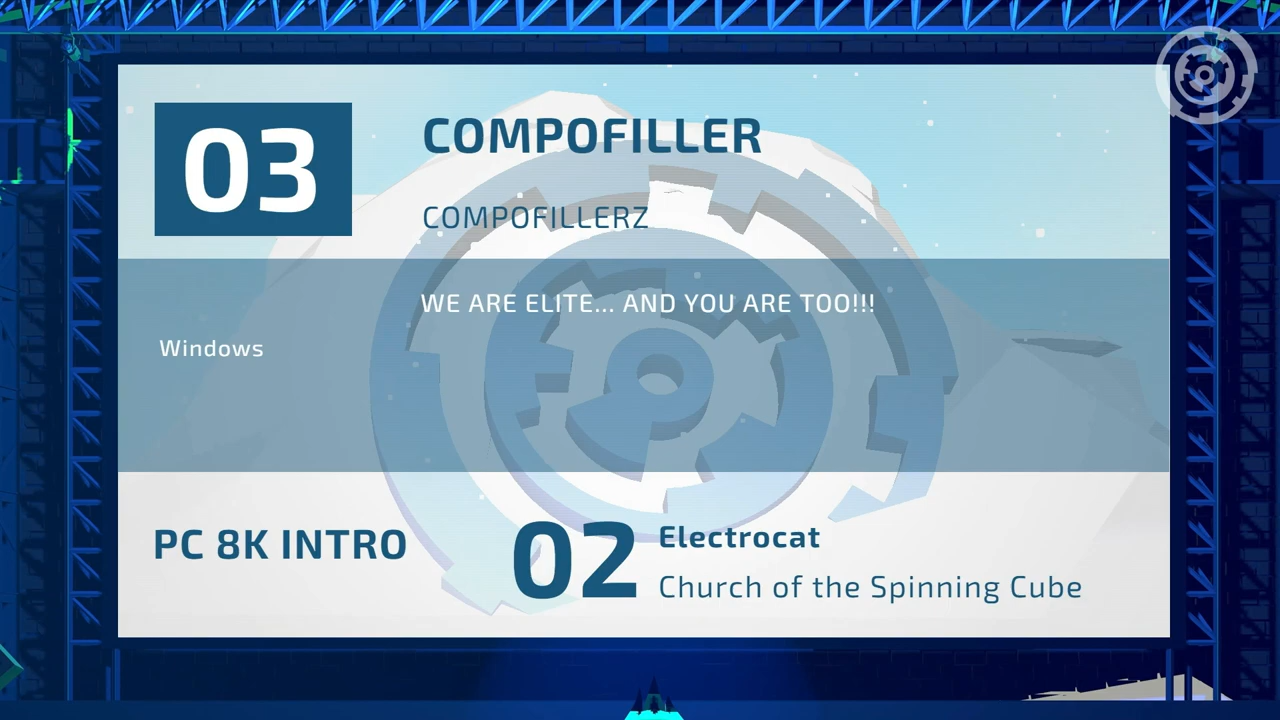 03
COMPOFILLER
COMPOFILLERZ
WE ARE ELITE... AND YOU ARE TOO!!!
Windows
PC 8K INTRO
02
Electrocat
Church of the Spinning Cube